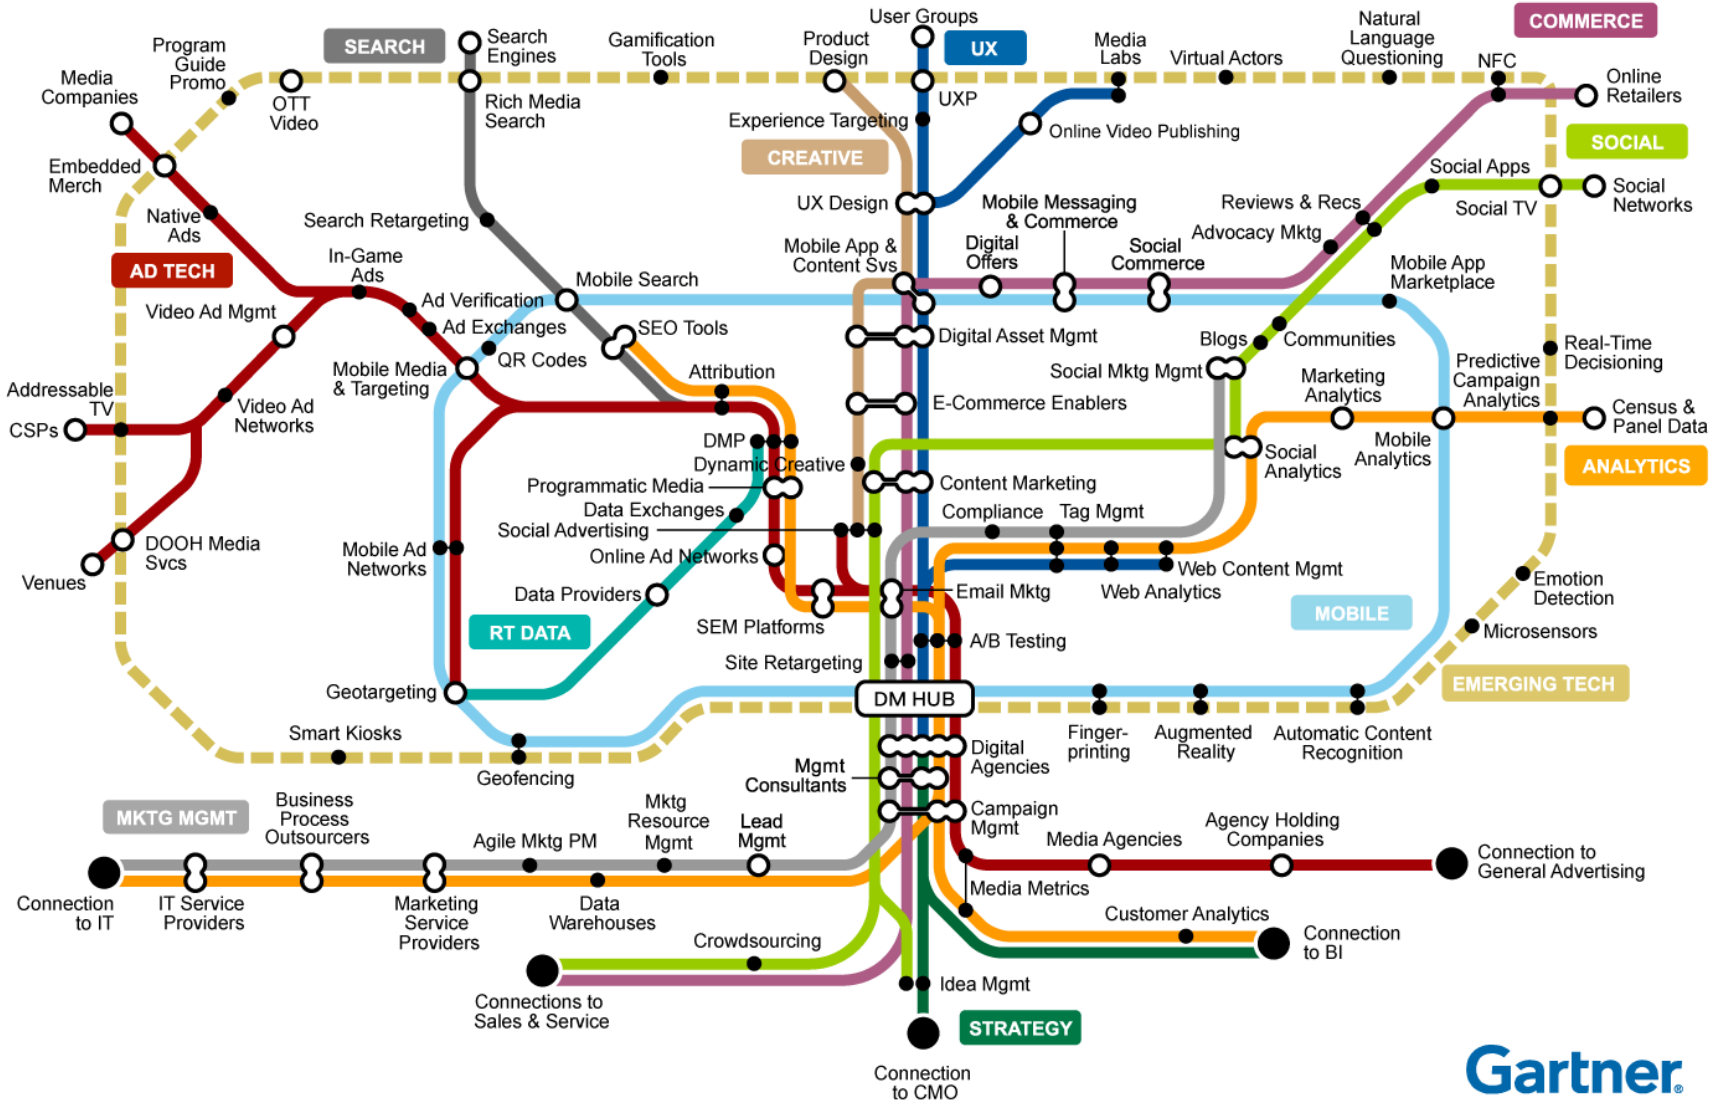 User Groups
COMMERCE
SEARCH
Search
Engines
Gamification
Tools
Product
Design
UX
Media
Labs
Virtual Actors
Natural
Language
Questioning
NFC
Online
Retailers
Program
Guide
Promo
Media
Companies
OTT
Video
Rich Media
Search
UXP
Experience Targeting
Online Video Publishing
CREATIVE
SOCIAL
Embedded
Merch
Social Apps
Social
Networks
Social TV
Native
Ads
Search Retargeting
UX Design
Mobile Messaging
& Commerce
Reviews & Recs
Advocacy Mktg
AD TECH
In-Game
Ads
Mobile App &
Content Svs
Digital
Offers
Social
Commerce
Mobile App
Marketplace
Mobile Search
Video Ad Mgmt
Ad Verification
Ad Exchanges
QR Codes
SEO Tools
Digital Asset Mgmt
Blogs
Communities
Real-Time
Decisioning
Mobile Media
& Targeting
Attribution
Social Mktg Mgmt
Marketing
Analytics
Predictive
Campaign
Analytics
Addressable
TV
CSPs
Video Ad
Networks
E-Commerce Enablers
Census &
Panel Data
DMP
Social
Analytics
Mobile
Analytics
ANALYTICS
Dynamic Creative
Programmatic Media
Content Marketing
Data Exchanges
Compliance
Tag Mgmt
Social Advertising
DOOH Media
Svcs
Venues
Mobile Ad
Networks
Online Ad Networks
Web Content Mgmt
Data Providers
Email Mktg
Web Analytics
Emotion
Detection
RT DATA
SEM Platforms
MOBILE
Microsensors
A/B Testing
Site Retargeting
EMERGING TECH
Geotargeting
DM HUB
Smart Kiosks
Finger-
printing
Augmented
Reality
Automatic Content
Recognition
Geofencing
Digital
Agencies
Mgmt
Consultants
MKTG MGMT
Business
Process
Outsourcers
Agile Mktg PM
Mktg
Resource
Mgmt
Lead
Mgmt
Campaign
Mgmt
Media Agencies
Agency Holding
Companies
Connection to
General Advertising
Connection
to IT
IT Service
Providers
Marketing
Service
Providers
Data
Warehouses
Media Metrics
Customer Analytics
Connection
to BI
Crowdsourcing
Idea Mgmt
Connections to
Sales & Service
STRATEGY
Connection
to CMO
Gartner®